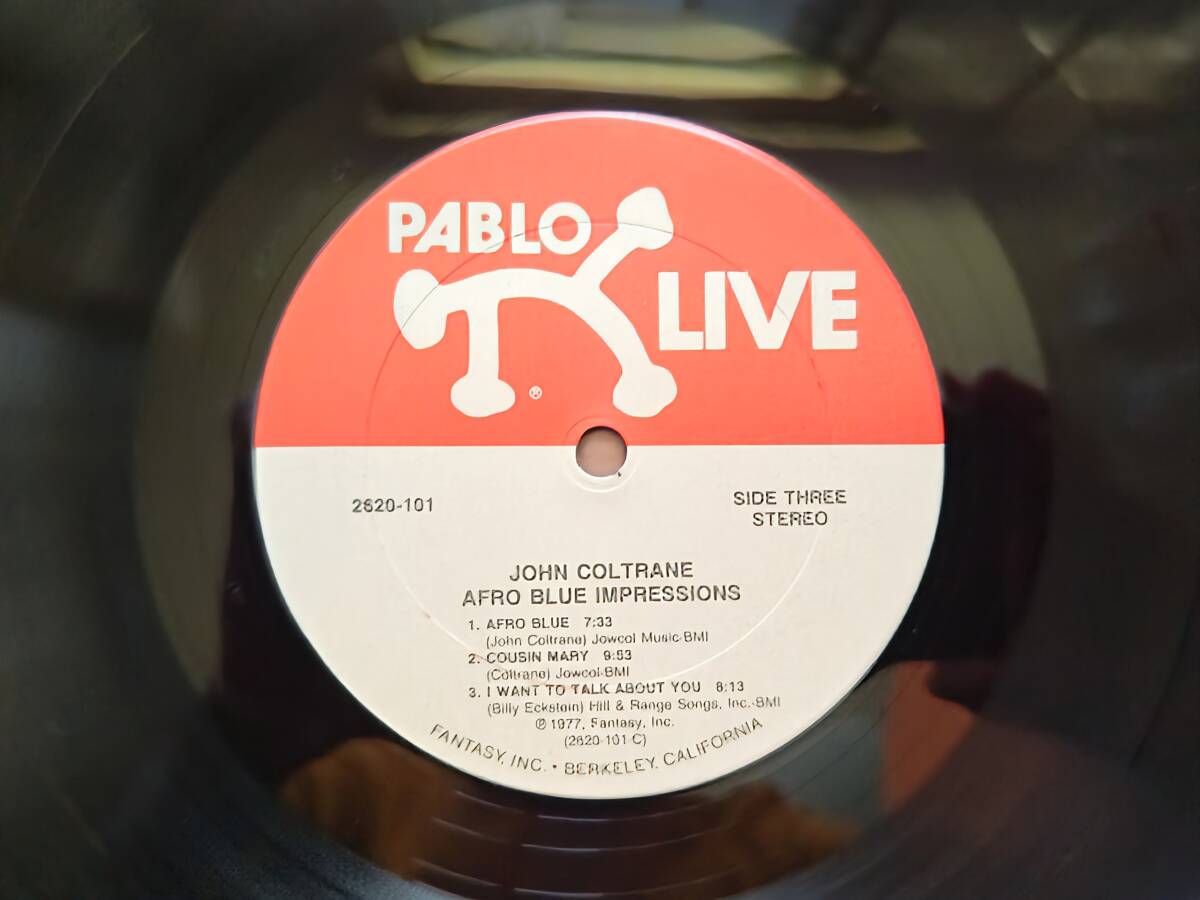 PABLO
LIVE
®
2620-101
SIDE THREE
STEREO
JOHN COLTRANE
AFRO BLUE IMPRESSIONS
1. AFRO BLUE 7:33
(John Coltrane) Jowcol Music-BMI
2. COUSIN MARY 9:53
(Coltrane) Jowcol-BMI
3. I WANT TO TALK ABOUT YOU 8:13
(Billy Eckstein) Hill & Range Songs, Inc.-BMI
℗ 1977, Fantasy, Inc.
(2620-101 C)
FANTASY, INC. • BERKELEY, CALIFORNIA